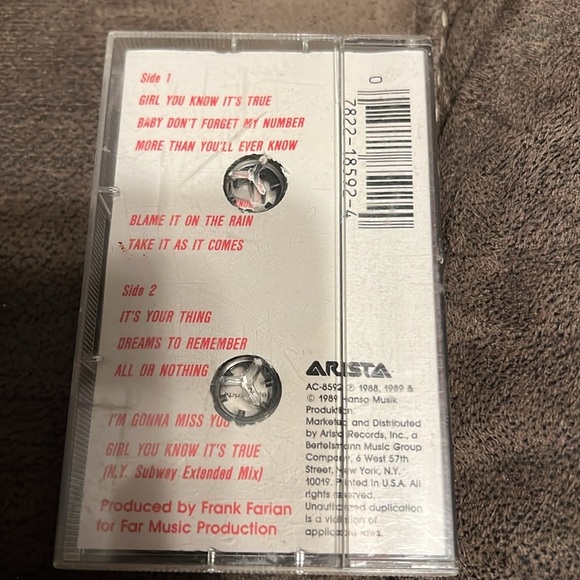 Side 1
GIRL YOU KNOW IT'S TRUE
BABY DON'T FORGET MY NUMBER
MORE THAN YOU'LL EVER KNOW
BLAME IT ON THE RAIN
TAKE IT AS IT COMES
Side 2
IT'S YOUR THING
DREAMS TO REMEMBER
ALL OR NOTHING
I'M GONNA MISS YOU
GIRL YOU KNOW IT'S TRUE
(N.Y. Subway Extended Mix)
Produced by Frank Farian
for Far Music Production
0
7822-18592-4
ARISTA
AC-8592 ℗ 1988, 1989 &
© 1989 Hansa Musik
Produktion.
Marketed and Distributed
by Arista Records, Inc., a
Bertelsmann Music Group
Company, 6 West 57th
Street, New York, N.Y.
10019. Printed in U.S.A. All
rights reserved.
Unauthorized duplication
is a violation of
applicable laws.